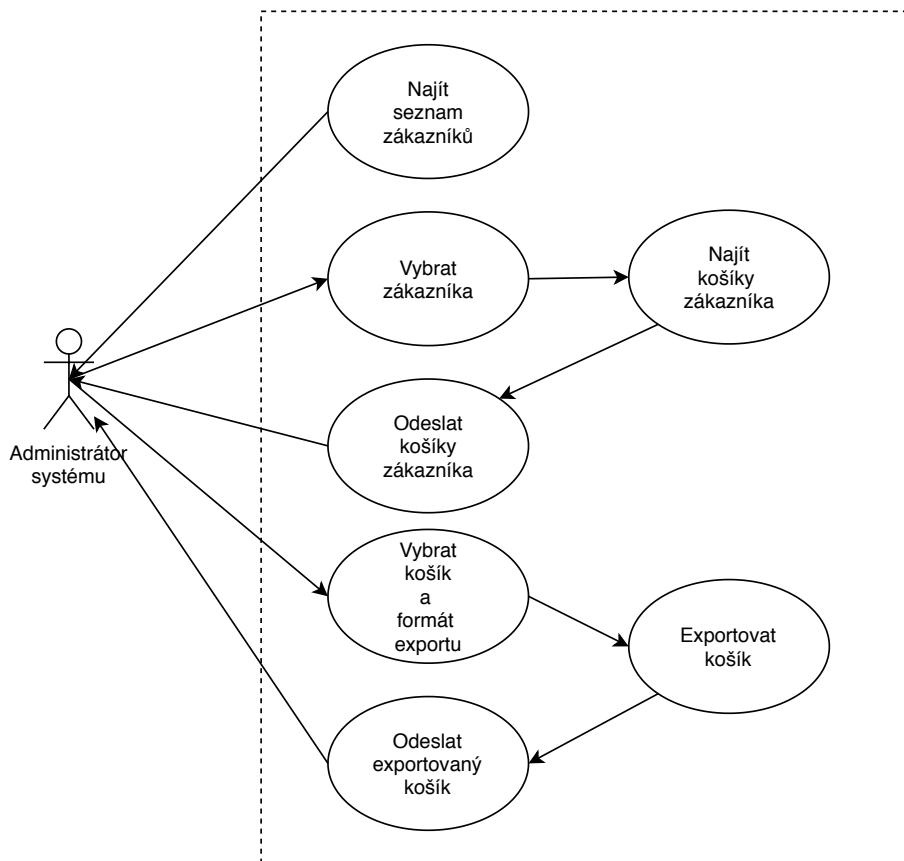 Najít
seznam
zákazníků
Vybrat
zákazníka
Najít
košíky
zákazníka
Administrátor
systému
Odeslat
košíky
zákazníka
Vybrat
košík
a
formát
exportu
Exportovat
košík
Odeslat
exportovaný
košík